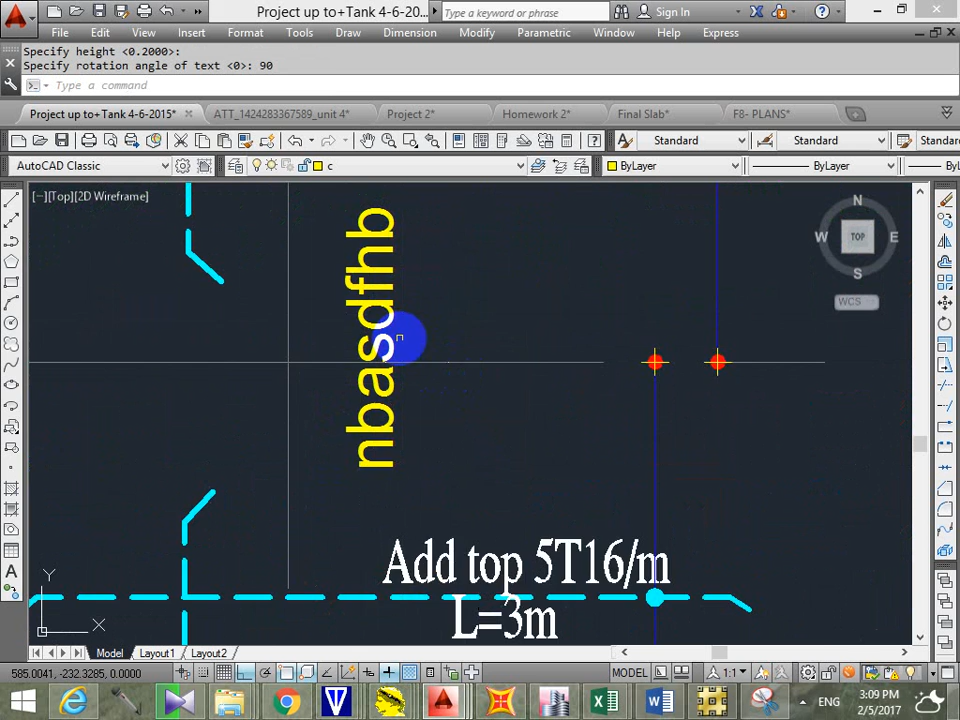 Project up to+Tank 4-6-20...
Type a keyword or phrase
Sign In
File Edit View Insert Format Tools Draw Dimension Modify Parametric Window Help Express
Specify height <0.2000>:
Specify rotation angle of text <0>: 90
Type a command
Project up to+Tank 4-6-2015* ATT_1424283367589_unit 4* Project 2* Homework 2* Final Slab* F8- PLANS*
Standard Standard Standard
AutoCAD Classic c ByLayer ByLayer ByL
[−][Top][2D Wireframe]
N
W TOP E
S
WCS
nbasdfhb
Add top 5T16/m
L=3m
Y
X
Model Layout1 Layout2
585.0041, -232.3285, 0.0000 MODEL 1:1
ENG
3:09 PM
2/5/2017